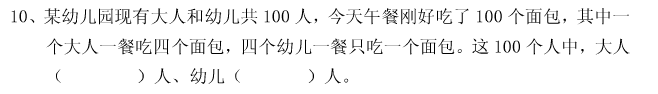 10、某幼儿园现有大人和幼儿共 100 人，今天午餐刚好吃了 100 个面包，其中一
个大人一餐吃四个面包，四个幼儿一餐只吃一个面包。这 100 个人中，大人
（　　　）人、幼儿（　　　）人。